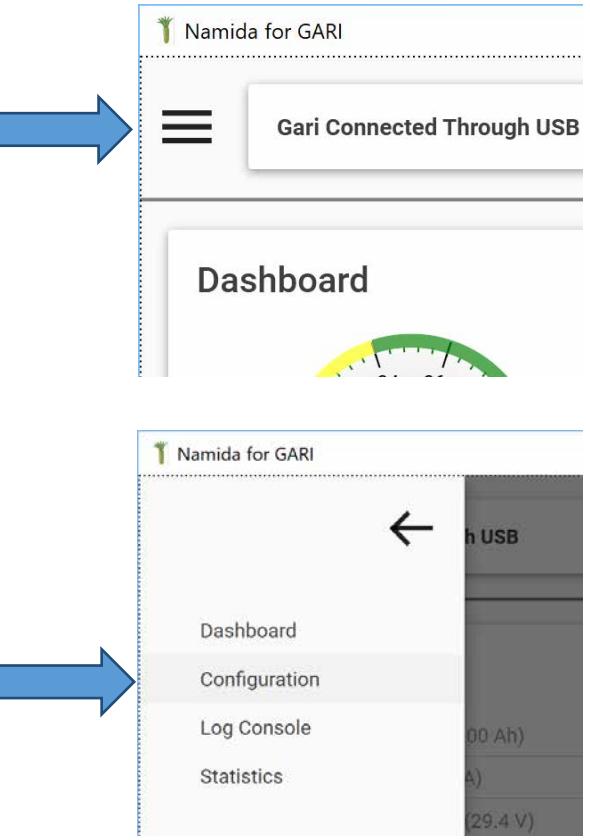 Namida for GARI
Gari Connected Through USB
Dashboard
Namida for GARI
h USB
Dashboard
Configuration
Log Console
00 Ah)
Statistics
A)
(29.4 V)